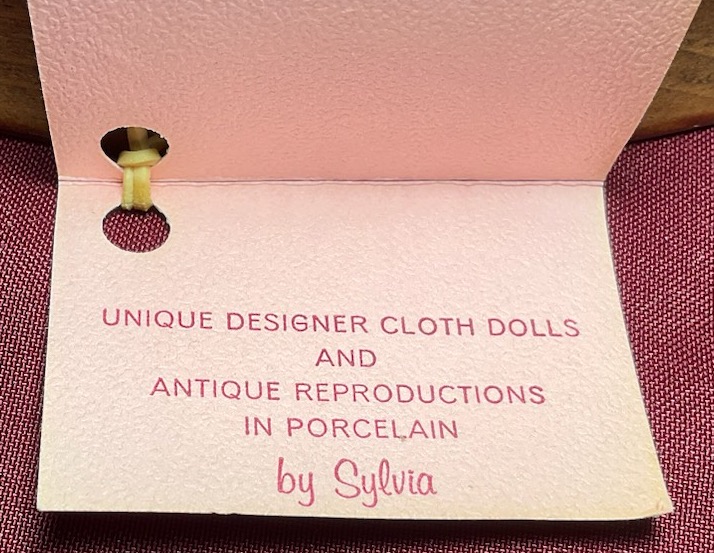 UNIQUE DESIGNER CLOTH DOLLS
AND
ANTIQUE REPRODUCTIONS
IN PORCELAIN
by Sylvia